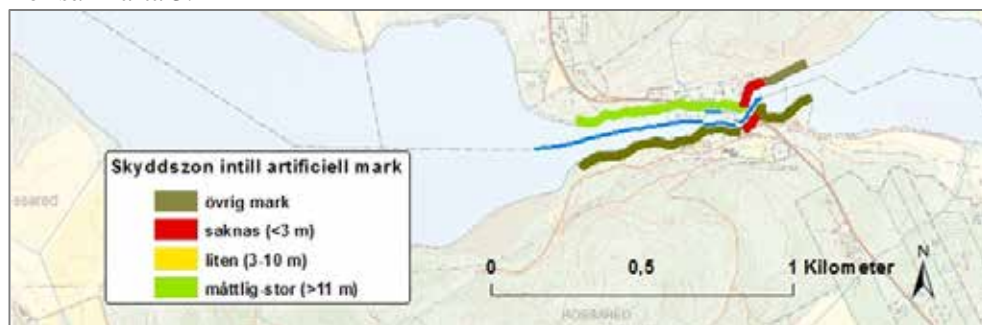 Skyddszon intill artificiell mark
övrig mark
saknas (<3 m)
liten (3-10 m)
måttlig-stor (>11 m)
0
0,5
1 Kilometer
N